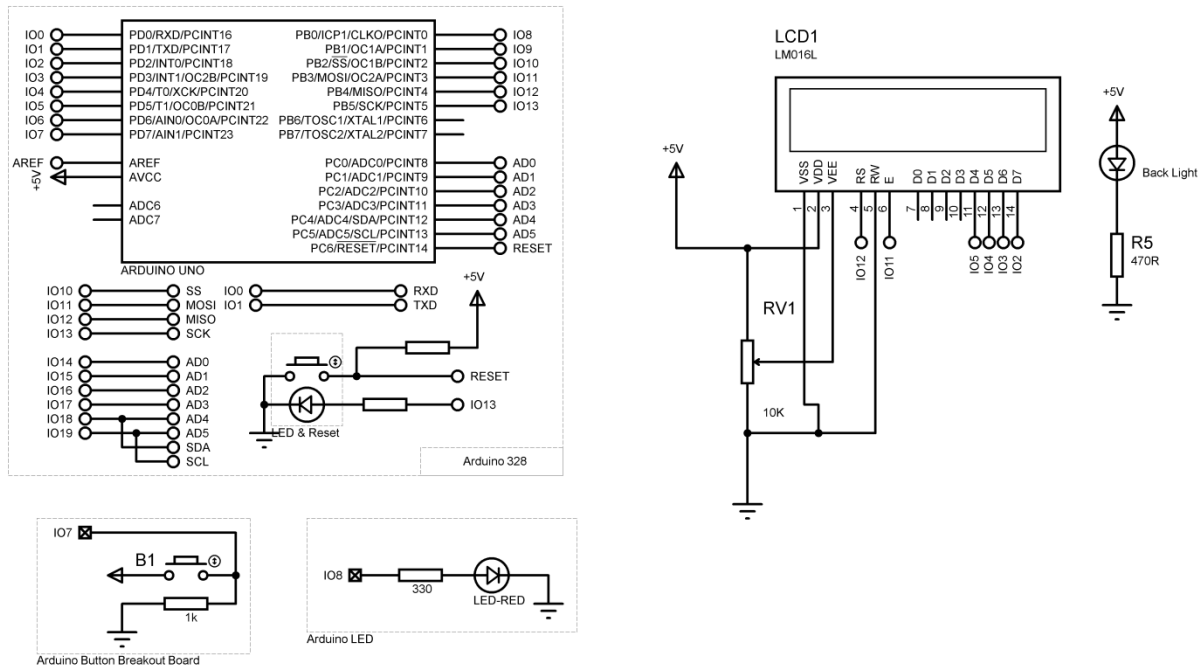 IO0 PD0/RXD/PCINT16 PB0/ICP1/CLKO/PCINT0 IO8
IO1 PD1/TXD/PCINT17 PB1/OC1A/PCINT1 IO9
IO2 PD2/INT0/PCINT18 PB2/SS/OC1B/PCINT2 IO10
IO3 PD3/INT1/OC2B/PCINT19 PB3/MOSI/OC2A/PCINT3 IO11
IO4 PD4/T0/XCK/PCINT20 PB4/MISO/PCINT4 IO12
IO5 PD5/T1/OC0B/PCINT21 PB5/SCK/PCINT5 IO13
IO6 PD6/AIN0/OC0A/PCINT22 PB6/TOSC1/XTAL1/PCINT6
IO7 PD7/AIN1/PCINT23 PB7/TOSC2/XTAL2/PCINT7
AREF AREF PC0/ADC0/PCINT8 AD0
+5V AVCC PC1/ADC1/PCINT9 AD1
PC2/ADC2/PCINT10 AD2
ADC6 PC3/ADC3/PCINT11 AD3
ADC7 PC4/ADC4/SDA/PCINT12 AD4
PC5/ADC5/SCL/PCINT13 AD5
PC6/RESET/PCINT14 RESET
ARDUINO UNO
IO10 SS IO0 RXD
IO11 MOSI IO1 TXD
IO12 MISO
IO13 SCK
+5V
IO14 AD0
IO15 AD1
IO16 AD2
IO17 AD3
IO18 AD4
IO19 AD5
SDA
SCL
RESET
IO13
LED & Reset
Arduino 328
IO7
B1
1k
Arduino Button Breakout Board
IO8
330
LED-RED
Arduino LED
LCD1
LM016L
+5V
VSS VDD VEE RS RW E D0 D1 D2 D3 D4 D5 D6 D7
1 2 3 4 5 6 7 8 9 10 11 12 13 14
IO12 IO11 IO5 IO4 IO3 IO2
RV1
10K
+5V
Back Light
R5
470R